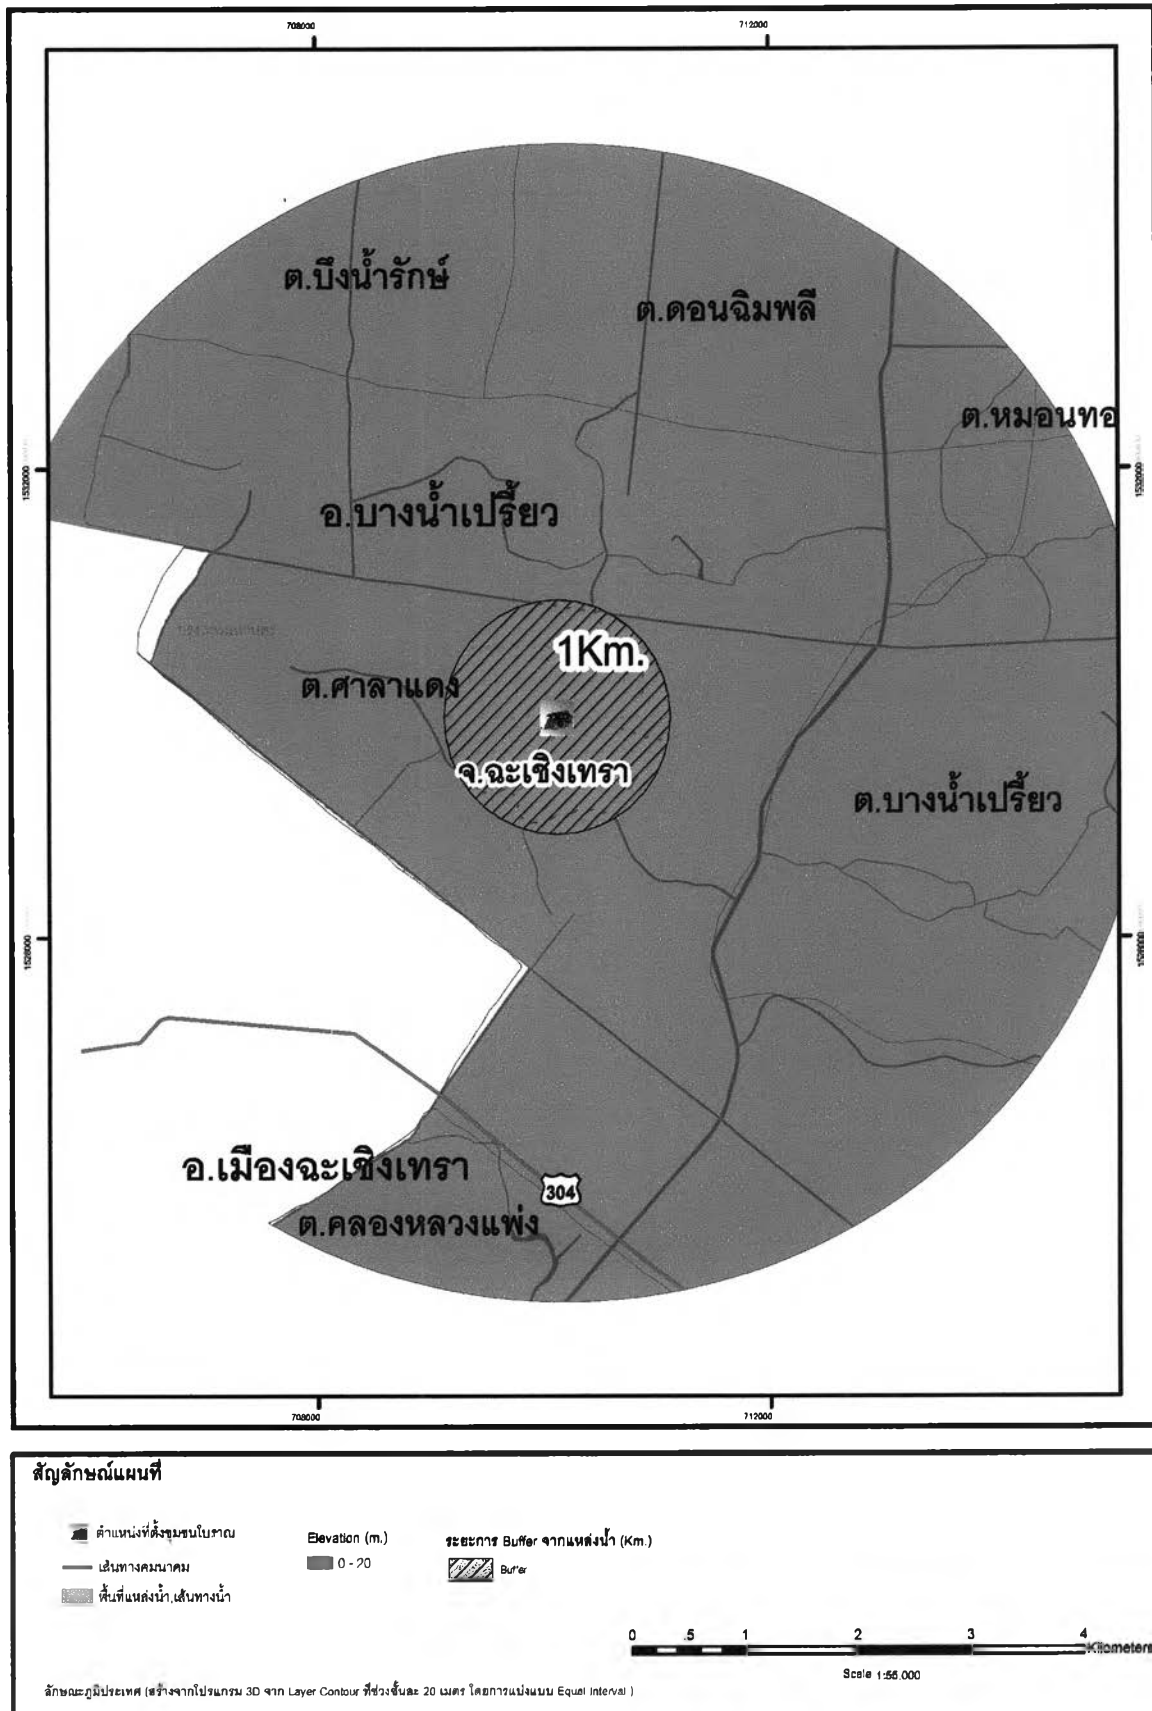 708000 712000
ต.บึงน้ำรักษ์
ต.ดอนฉิมพลี
ต.หมอนทอ
1532000 1532000
อ.บางน้ำเปรี้ยว
1Km.
ต.ศาลาแดง
จ.ฉะเชิงเทรา
ต.บางน้ำเปรี้ยว
1528000 1528000
อ.เมืองฉะเชิงเทรา
304
ต.คลองหลวงแพ่ง
708000 712000
สัญลักษณ์แผนที่
ตำแหน่งที่ตั้งชุมชนโบราณ
Elevation (m.)
ระยะการ Buffer จากแหล่งน้ำ (Km.)
เส้นทางคมนาคม
0 - 20
Buffer
พื้นที่แหล่งน้ำ,เส้นทางน้ำ
0 .5 1 2 3 4
Kilometers
Scale 1:55,000
ลักษณะภูมิประเทศ (สร้างจากโปรแกรม 3D จาก Layer Contour ที่ช่วงชั้นละ 20 เมตร โดยการแบ่งแบบ Equal Interval )